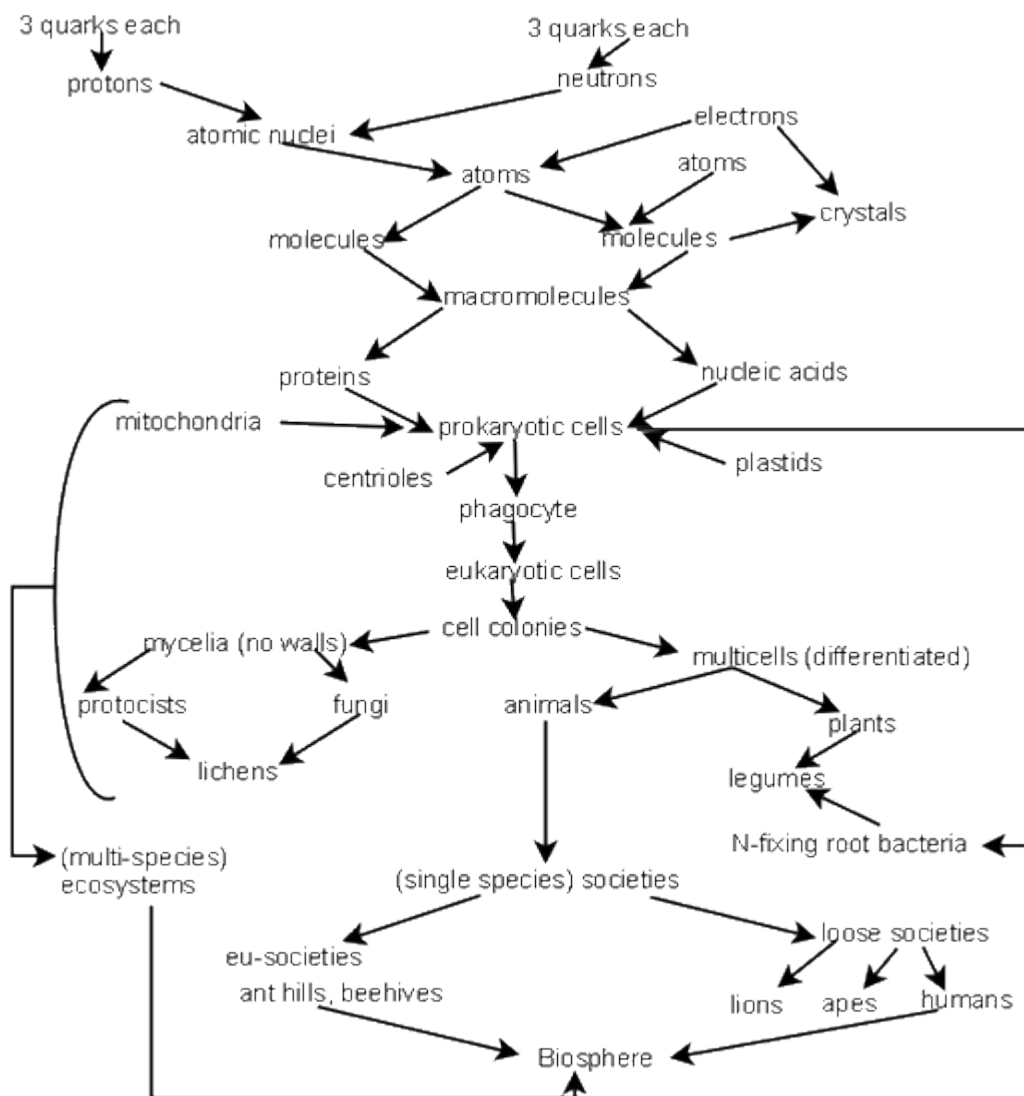 3 quarks each
3 quarks each
protons
neutrons
electrons
atomic nuclei
atoms
atoms
crystals
molecules
molecules
macromolecules
proteins
nucleic acids
mitochondria
prokaryotic cells
centrioles
plastids
phagocyte
eukaryotic cells
cell colonies
mycelia (no walls)
multicells (differentiated)
protocists
fungi
animals
plants
lichens
legumes
N-fixing root bacteria
(multi-species)
ecosystems
(single species) societies
loose societies
eu-societies
ant hills, beehives
lions
apes
humans
Biosphere